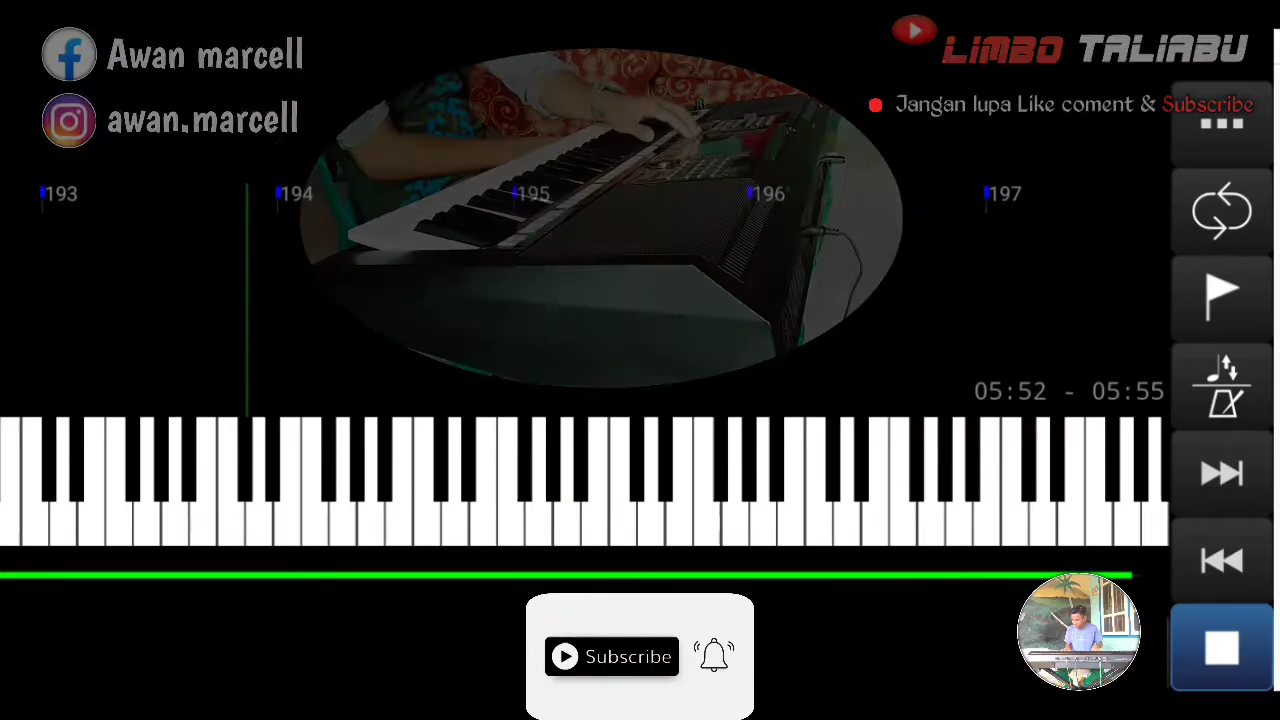 Awan marcell
LIMBO TALIABU
Jangan lupa Like coment & Subscribe
awan.marcell
193
194
195
196
197
05:52 - 05:55
Subscribe